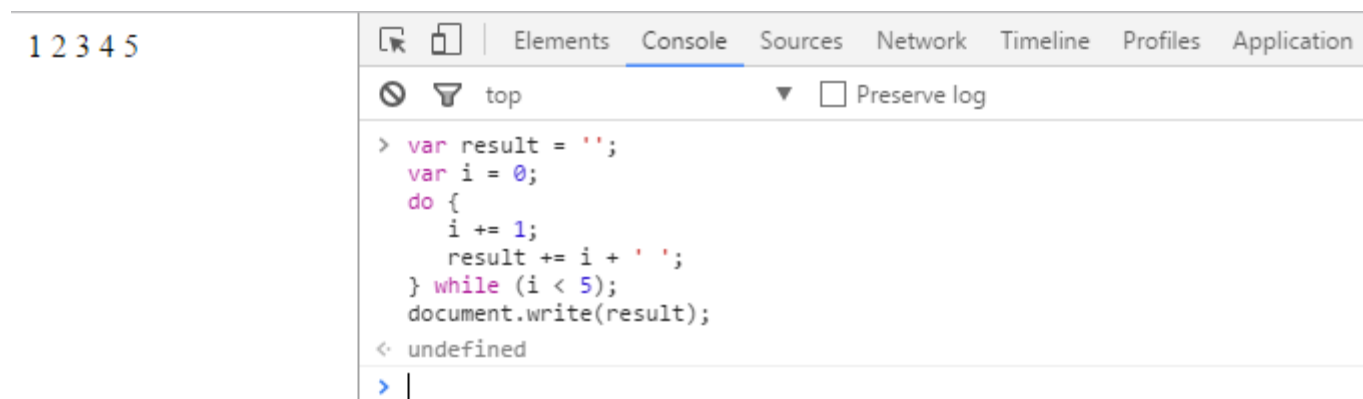 1 2 3 4 5
Elements Console Sources Network Timeline Profiles Application
top ▼ Preserve log
> var result = '';
var i = 0;
do {
i += 1;
result += i + ' ';
} while (i < 5);
document.write(result);
<· undefined
>